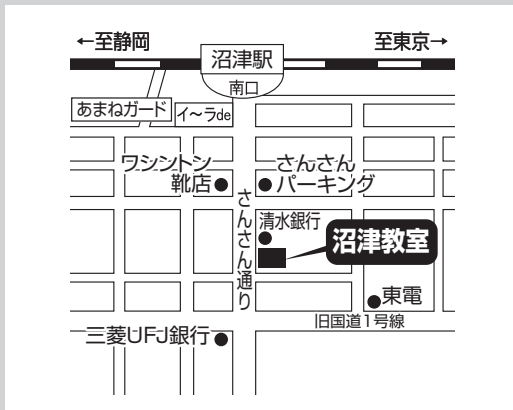 ←至静岡
至東京→
沼津駅
南口
あまねガード
イ～ラde
ワシントン
靴店
さんさん
パーキング
さんさん通り
清水銀行
沼津教室
東電
旧国道1号線
三菱UFJ銀行